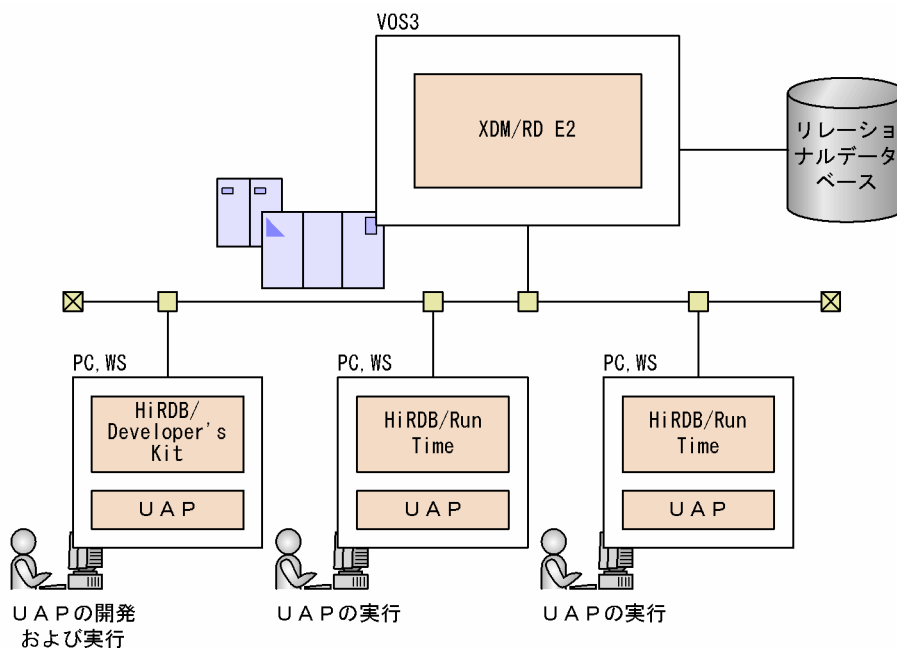 VOS3
XDM/RD E2
リレーショ
ナルデータ
ベース
PC,WS
HiRDB/
Developer's
Kit
ＵＡＰ
ＵＡＰの開発
および実行
PC,WS
HiRDB/Run
Time
ＵＡＰ
ＵＡＰの実行
PC,WS
HiRDB/Run
Time
ＵＡＰ
ＵＡＰの実行